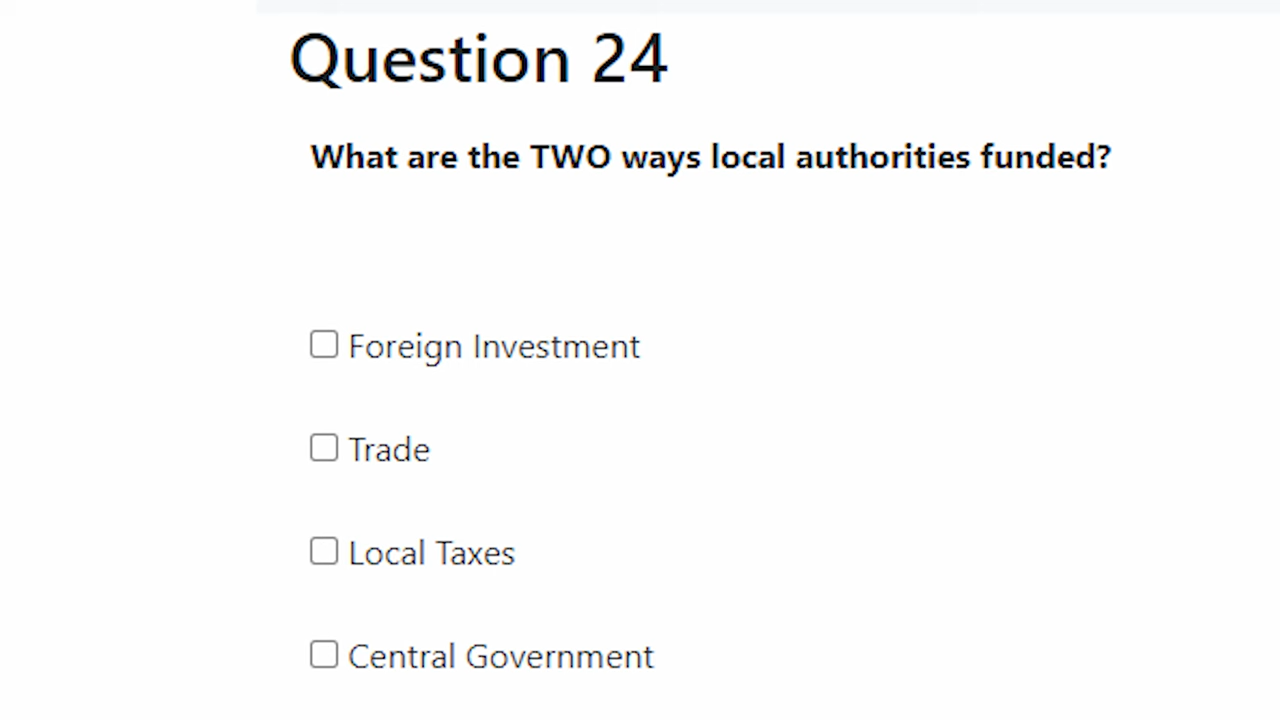 Question 24
What are the TWO ways local authorities funded?
Foreign Investment
Trade
Local Taxes
Central Government